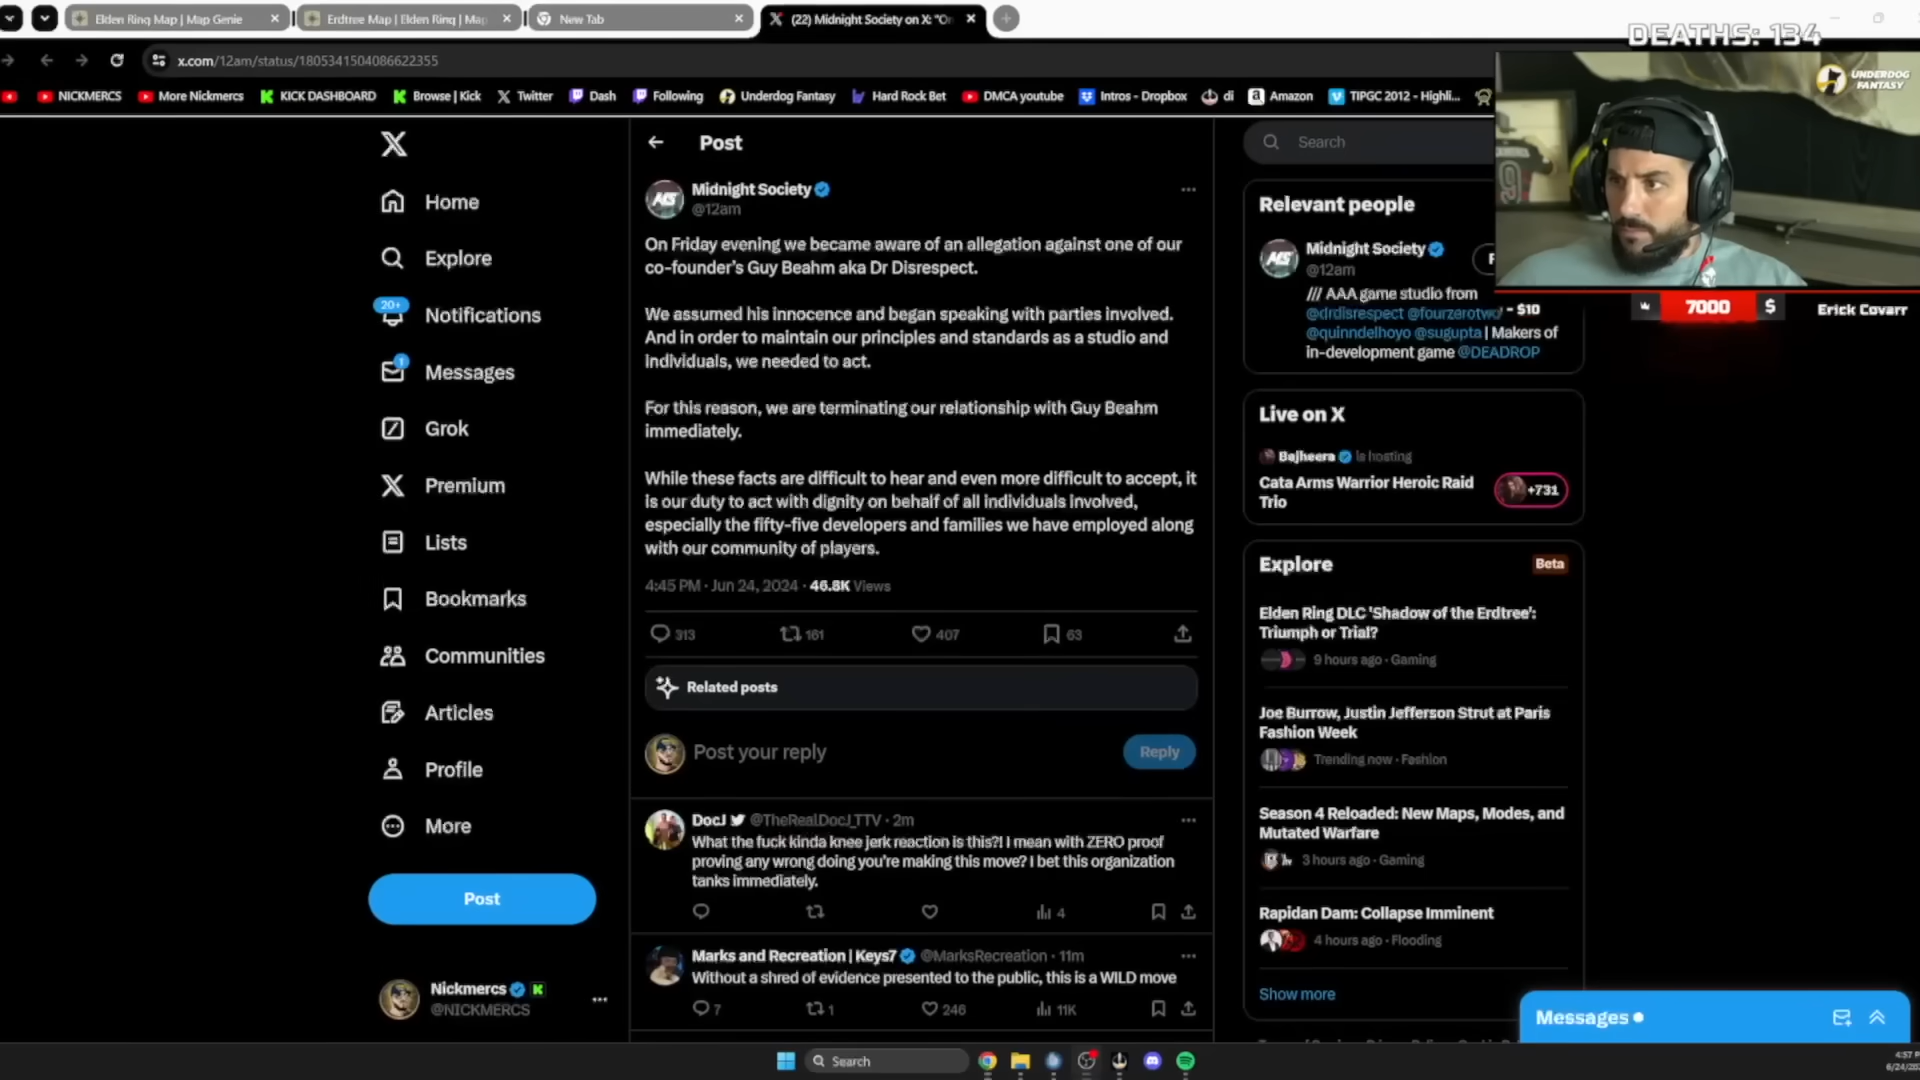 Elden Ring Map | Map Genie
Erdtree Map | Elden Ring | Map
New Tab
(22) Midnight Society on X: "On
DEATHS: 134
x.com/12am/status/1805341504086622355
NICKMERCS
More Nickmercs
KICK DASHBOARD
Browse | Kick
Twitter
Dash
Following
Underdog Fantasy
Hard Rock Bet
DMCA youtube
Intros - Dropbox
di
Amazon
TIPGC 2012 - Highli...
UNDERDOG
FANTASY
7000
$
Erick Covarr
- $10
Home
Explore
20+
Notifications
1
Messages
Grok
Premium
Lists
Bookmarks
Communities
Articles
Profile
More
Post
Nickmercs
@NICKMERCS
Post
Midnight Society
@12am
On Friday evening we became aware of an allegation against one of our
co-founder's Guy Beahm aka Dr Disrespect.
We assumed his innocence and began speaking with parties involved.
And in order to maintain our principles and standards as a studio and
individuals, we needed to act.
For this reason, we are terminating our relationship with Guy Beahm
immediately.
While these facts are difficult to hear and even more difficult to accept, it
is our duty to act with dignity on behalf of all individuals involved,
especially the fifty-five developers and families we have employed along
with our community of players.
4:45 PM · Jun 24, 2024 · 46.8K Views
313
161
407
63
Related posts
Post your reply
Reply
DocJ @TheRealDocJ_TTV · 2m
What the fuck kinda knee jerk reaction is this?! I mean with ZERO proof
proving any wrong doing you're making this move? I bet this organization
tanks immediately.
4
Marks and Recreation | Keys7 @MarksRecreation · 11m
Without a shred of evidence presented to the public, this is a WILD move
7
1
246
11K
Search
Relevant people
Midnight Society
@12am
/// AAA game studio from
@drdisrespect @fourzerotwo
@quinndelhoyo @sugupta | Makers of
in-development game @DEADROP
Live on X
Bajheera is hosting
Cata Arms Warrior Heroic Raid
Trio
+731
Explore
Beta
Elden Ring DLC 'Shadow of the Erdtree':
Triumph or Trial?
9 hours ago · Gaming
Joe Burrow, Justin Jefferson Strut at Paris
Fashion Week
Trending now · Fashion
Season 4 Reloaded: New Maps, Modes, and
Mutated Warfare
3 hours ago · Gaming
Rapidan Dam: Collapse Imminent
4 hours ago · Flooding
Show more
Messages
Search
4:57 P
6/24/20